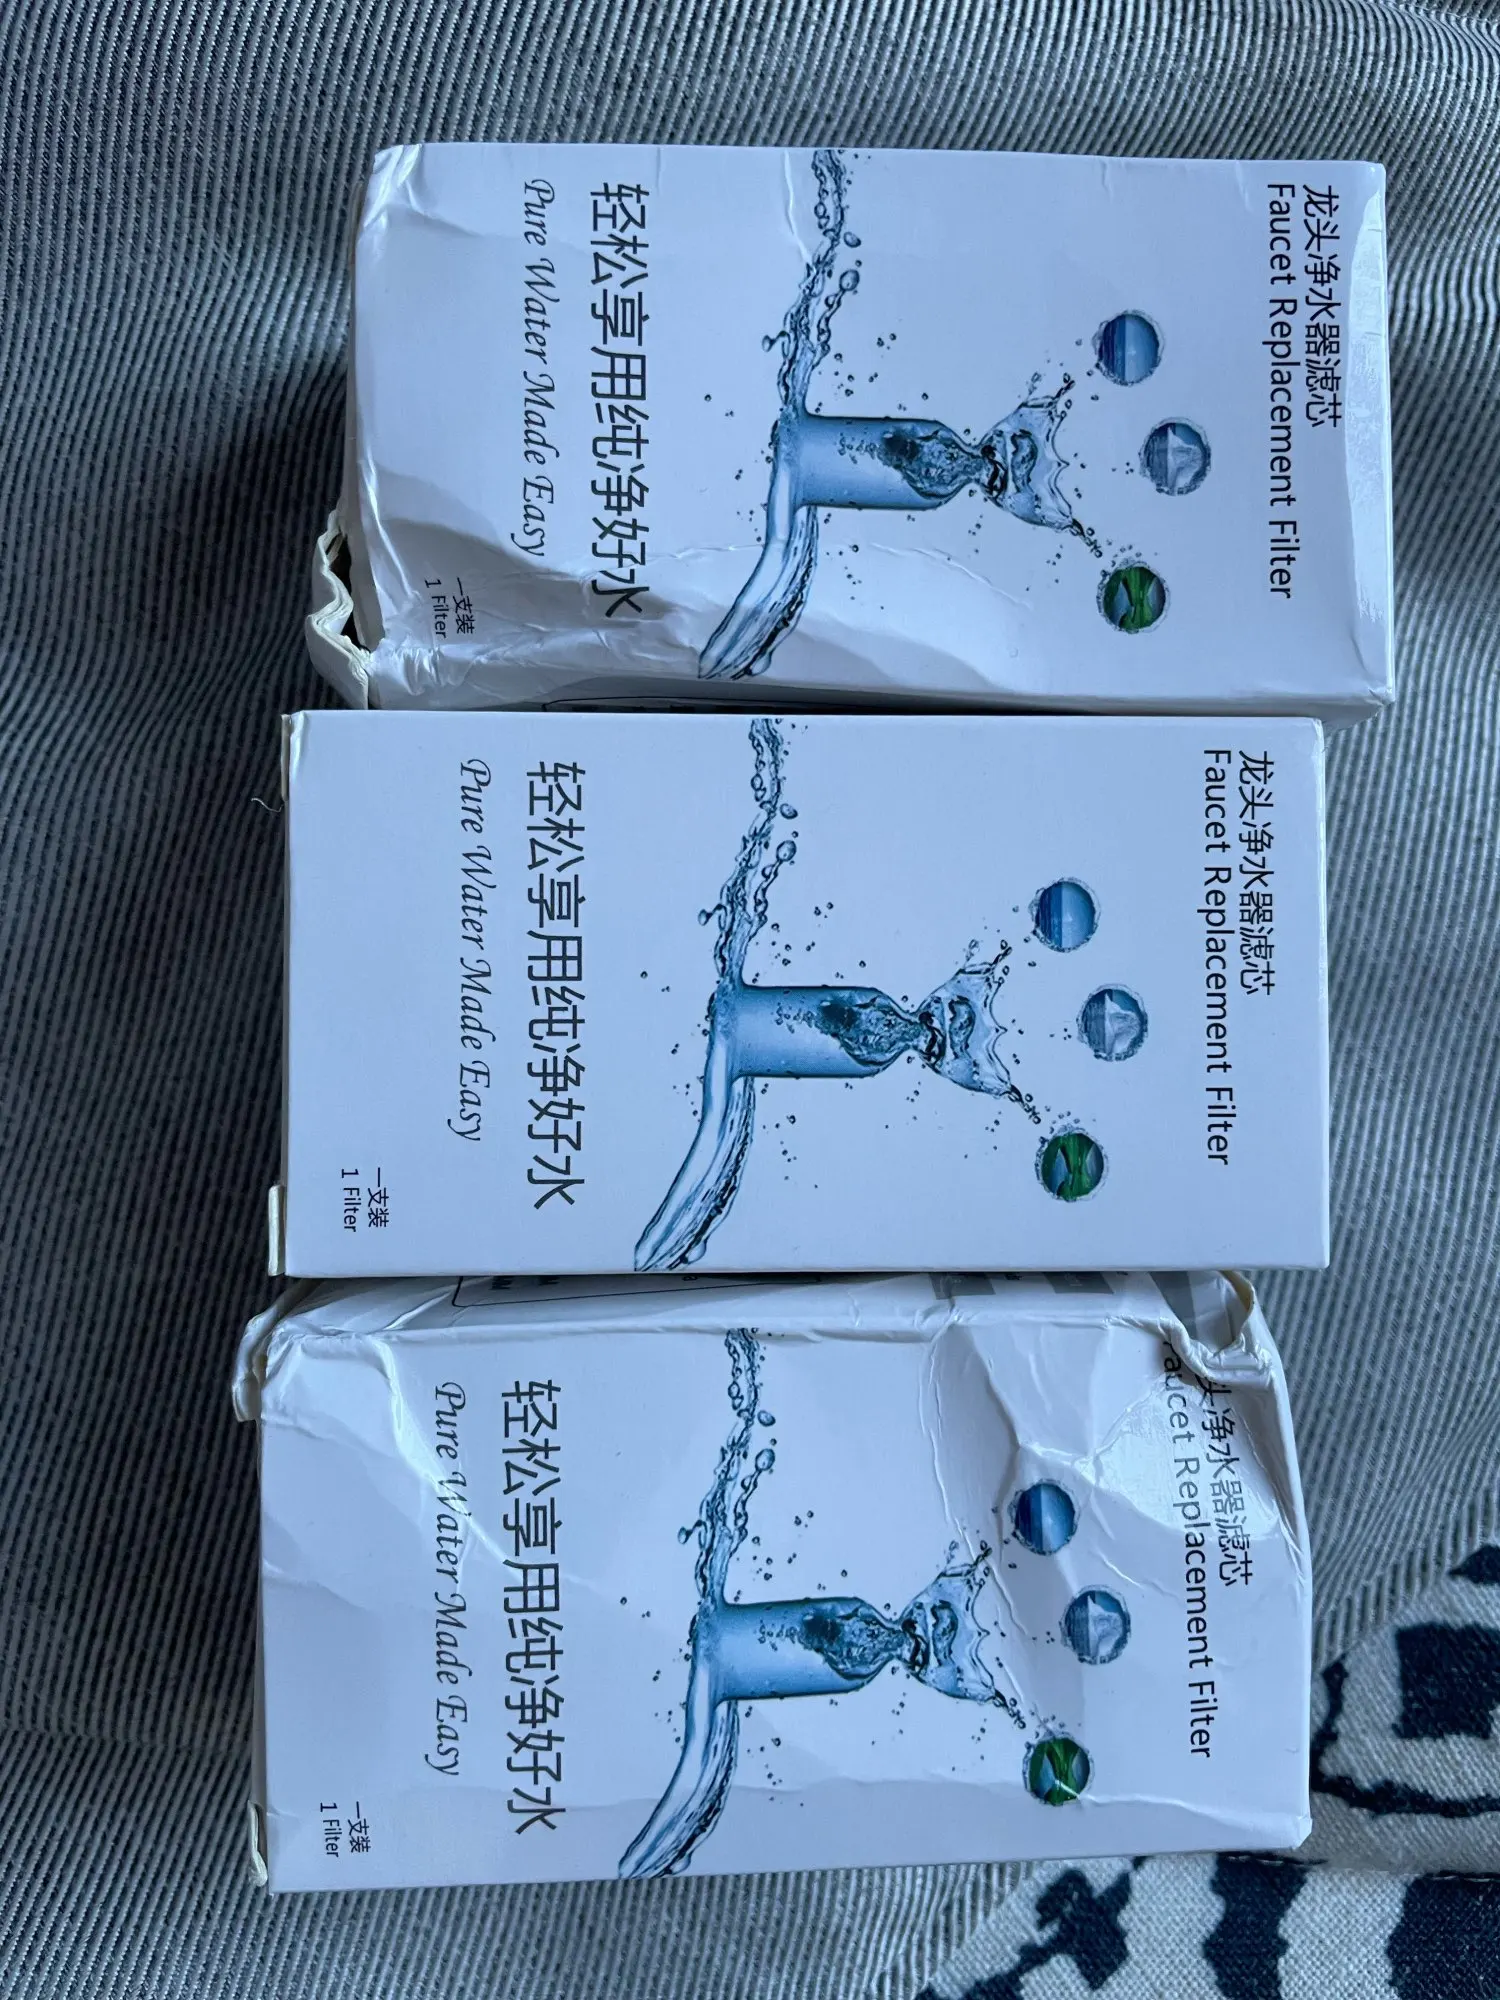 龙头净水器滤芯
Faucet Replacement Filter
轻松享用纯净好水
Pure Water Made Easy
一支装
1 Filter
龙头净水器滤芯
Faucet Replacement Filter
轻松享用纯净好水
Pure Water Made Easy
一支装
1 Filter
头净水器滤芯
aucet Replacement Filter
轻松享用纯净好水
Pure Water Made Easy
一支装
1 Filter